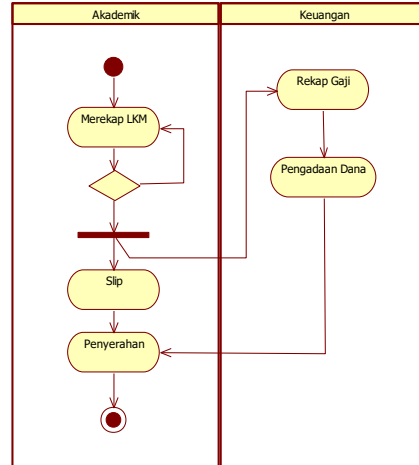 Akademik
Keuangan
Merekap LKM
Rekap Gaji
Pengadaan Dana
Slip
Penyerahan